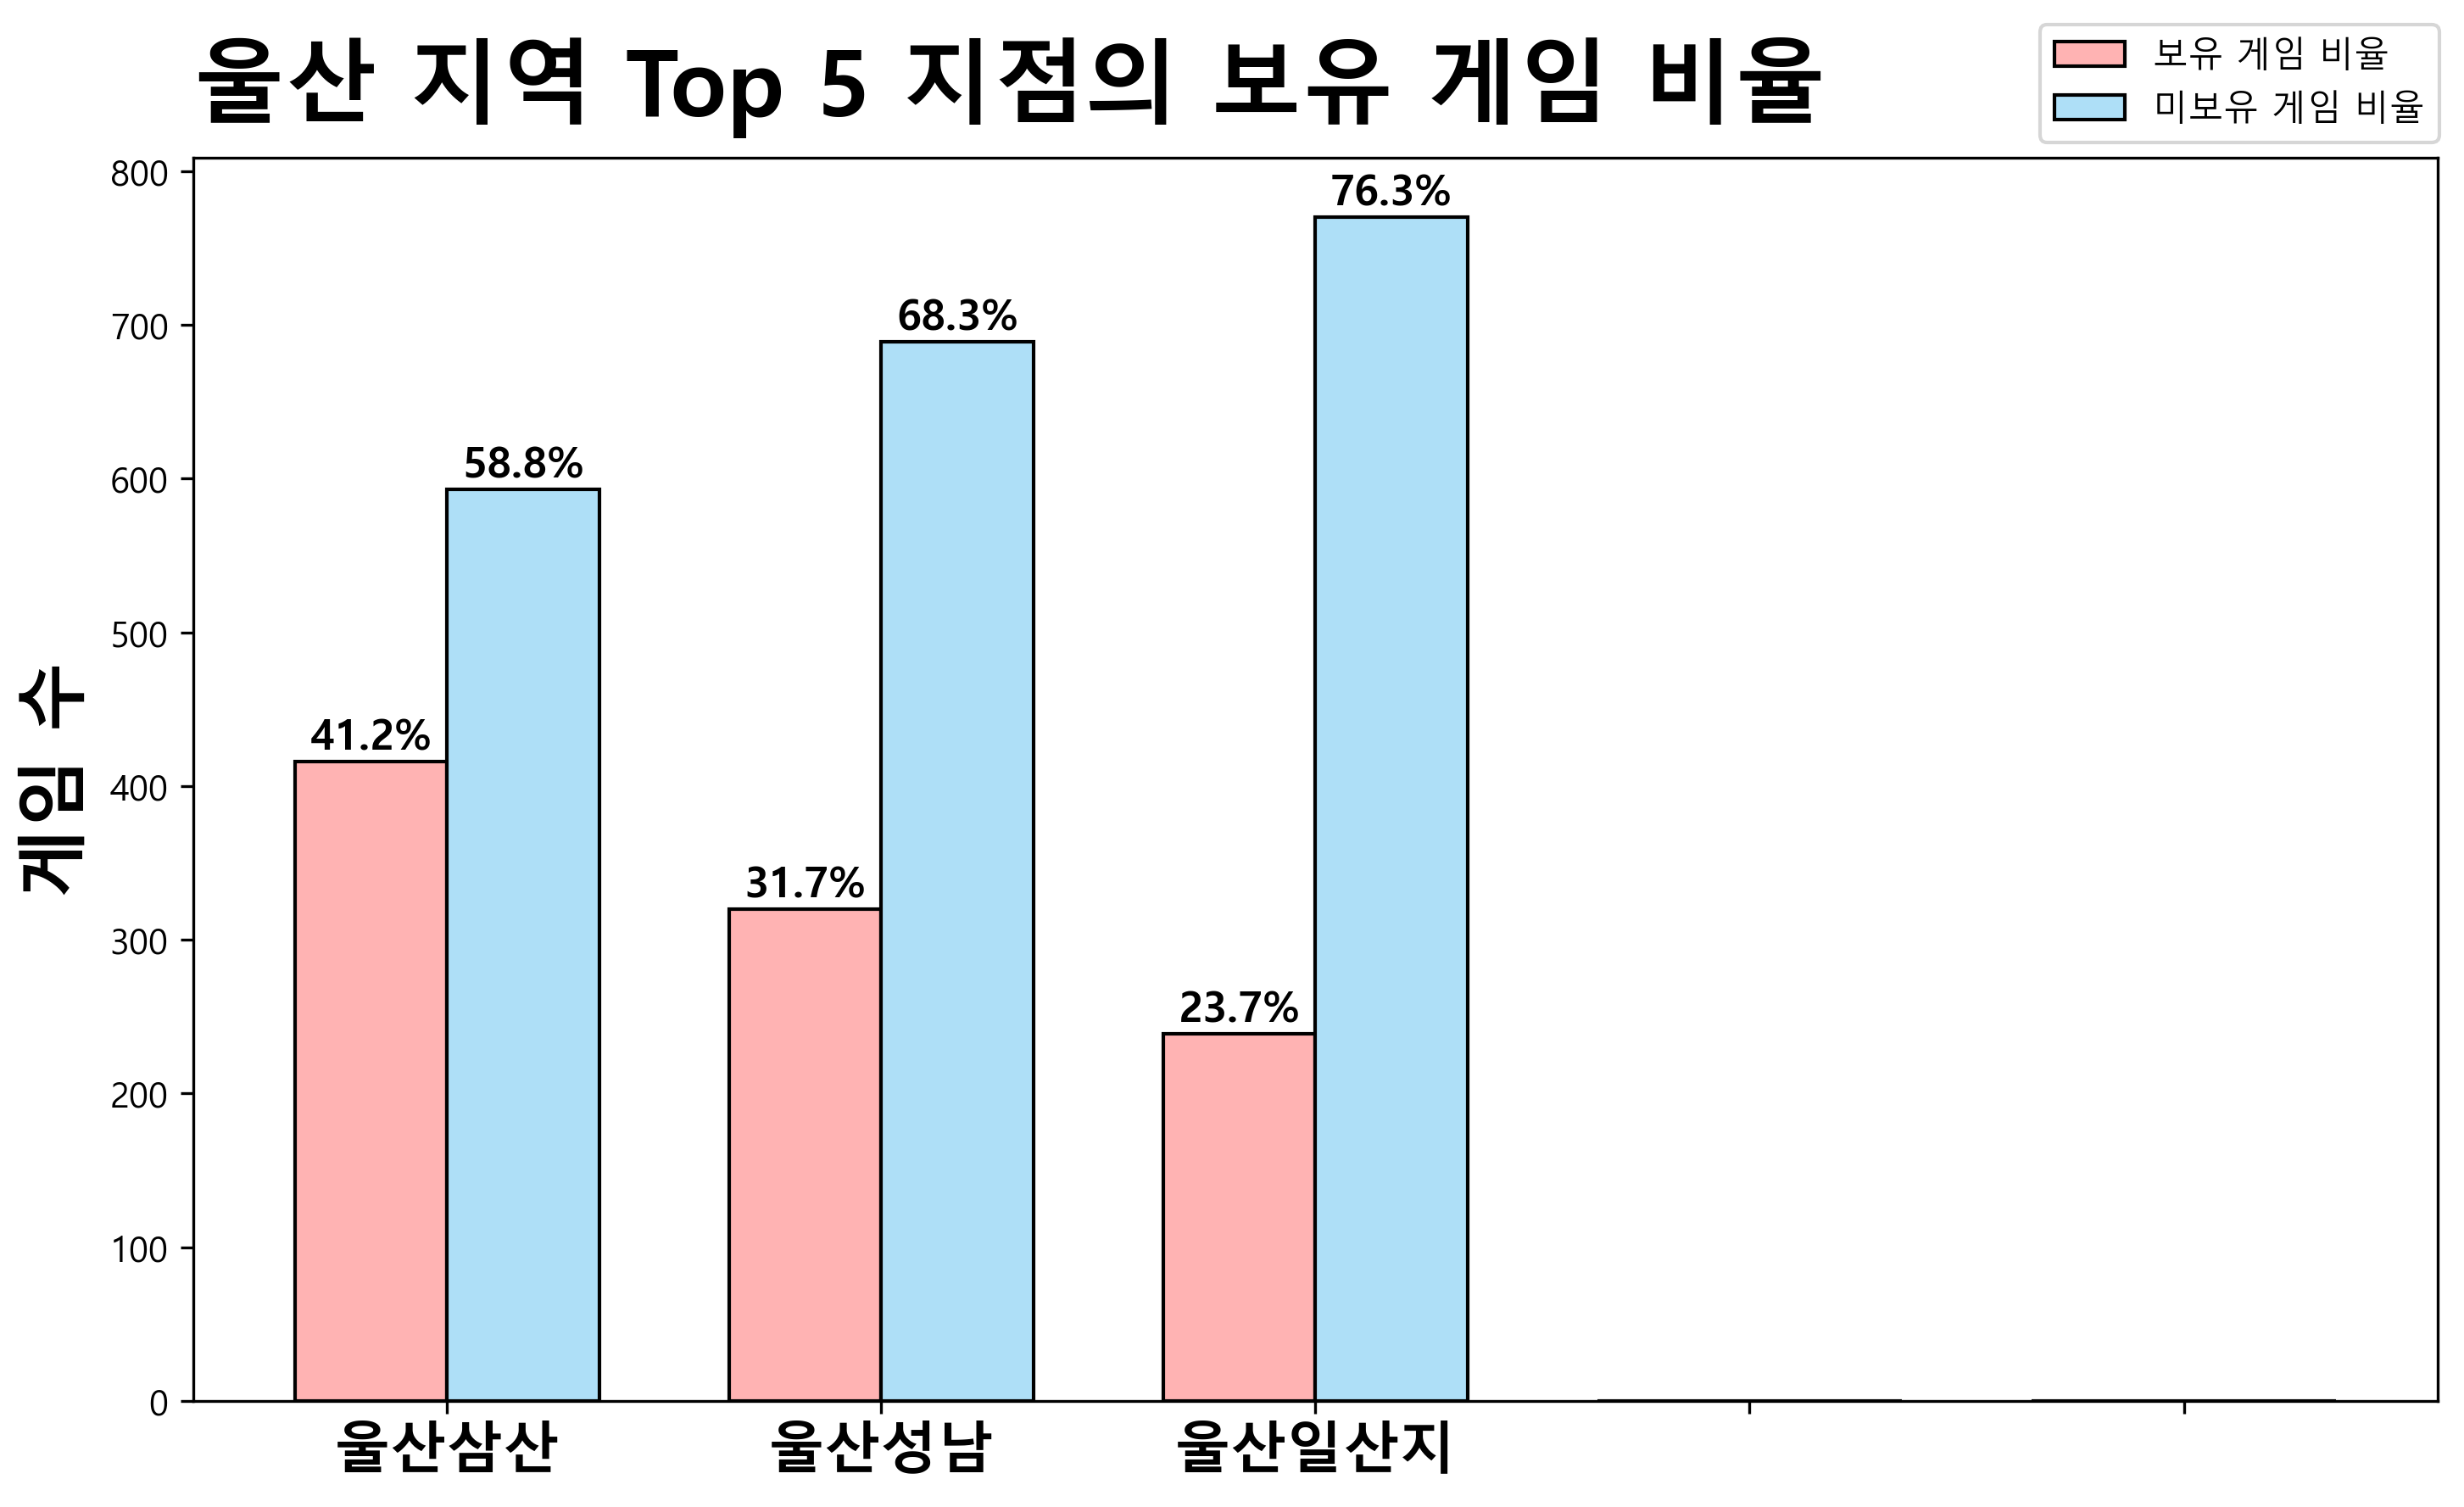 울산 지역 Top 5 지점의 보유 게임 비율
보유 게임 비율
미보유 게임 비율
게임 수
800
700
600
500
400
300
200
100
0
41.2%
58.8%
31.7%
68.3%
23.7%
76.3%
울산삼산
울산성남
울산일산지